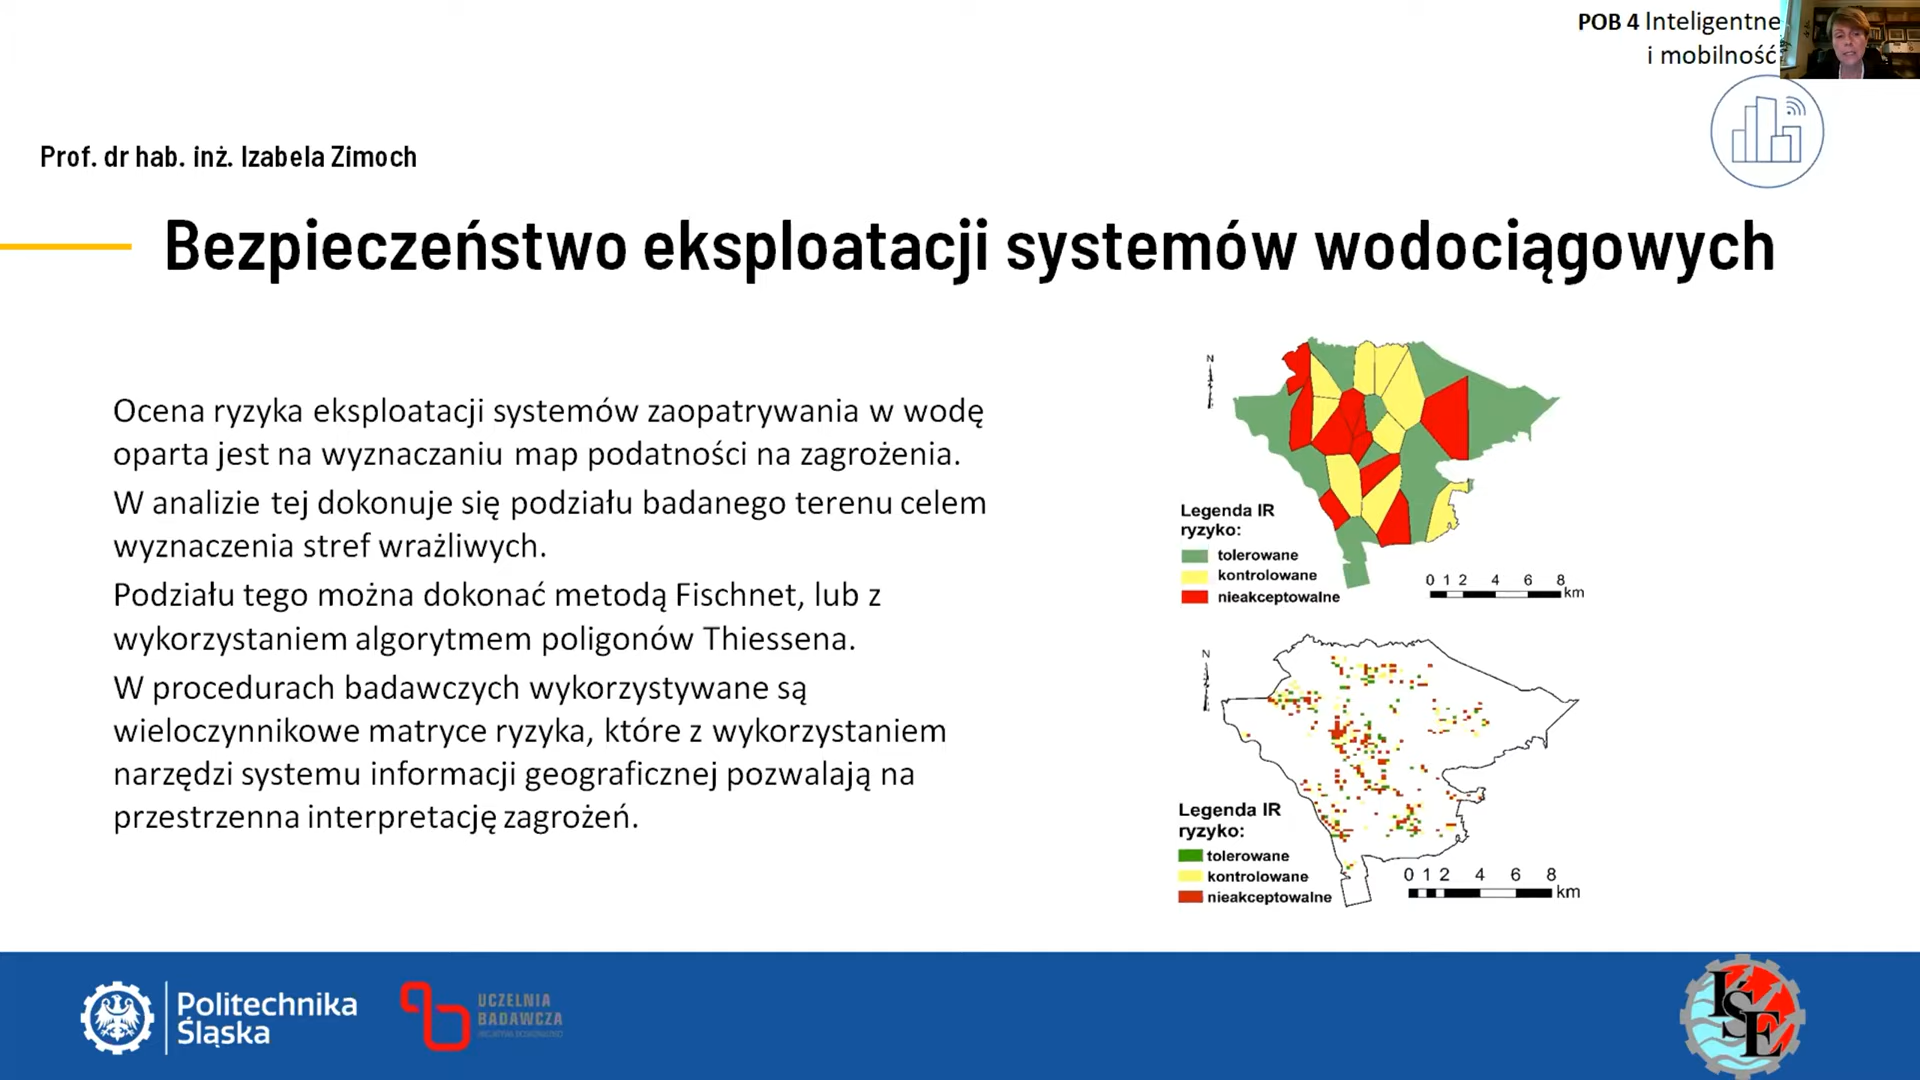 POB 4 Inteligentne
i mobilność
Prof. dr hab. inż. Izabela Zimoch
Bezpieczeństwo eksploatacji systemów wodociągowych
Ocena ryzyka eksploatacji systemów zaopatrywania w wodę
oparta jest na wyznaczaniu map podatności na zagrożenia.
W analizie tej dokonuje się podziału badanego terenu celem
wyznaczenia stref wrażliwych.
Podziału tego można dokonać metodą Fischnet, lub z
wykorzystaniem algorytmem poligonów Thiessena.
W procedurach badawczych wykorzystywane są
wieloczynnikowe matryce ryzyka, które z wykorzystaniem
narzędzi systemu informacji geograficznej pozwalają na
przestrzenna interpretację zagrożeń.
N
Legenda IR
ryzyko:
tolerowane
kontrolowane
nieakceptowalne
0 1 2 4 6 8
km
N
Legenda IR
ryzyko:
tolerowane
kontrolowane
nieakceptowalne
0 1 2 4 6 8
km
Politechnika
Śląska
UCZELNIA
BADAWCZA
IŚE